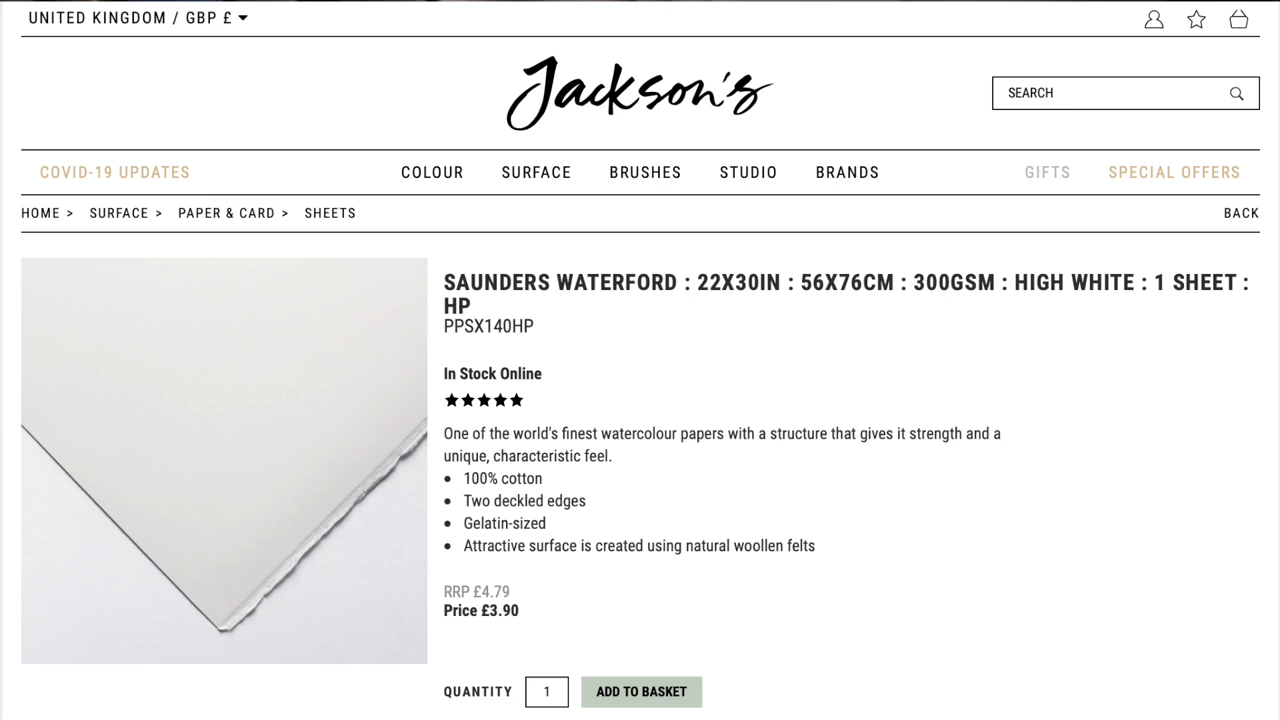 UNITED KINGDOM / GBP £
Jackson's
SEARCH
COVID-19 UPDATES COLOUR SURFACE BRUSHES STUDIO BRANDS GIFTS SPECIAL OFFERS
HOME > SURFACE > PAPER & CARD > SHEETS BACK
SAUNDERS WATERFORD : 22X30IN : 56X76CM : 300GSM : HIGH WHITE : 1 SHEET :
HP
PPSX140HP
In Stock Online
One of the world's finest watercolour papers with a structure that gives it strength and a
unique, characteristic feel.
• 100% cotton
• Two deckled edges
• Gelatin-sized
• Attractive surface is created using natural woollen felts
RRP £4.79
Price £3.90
QUANTITY 1 ADD TO BASKET